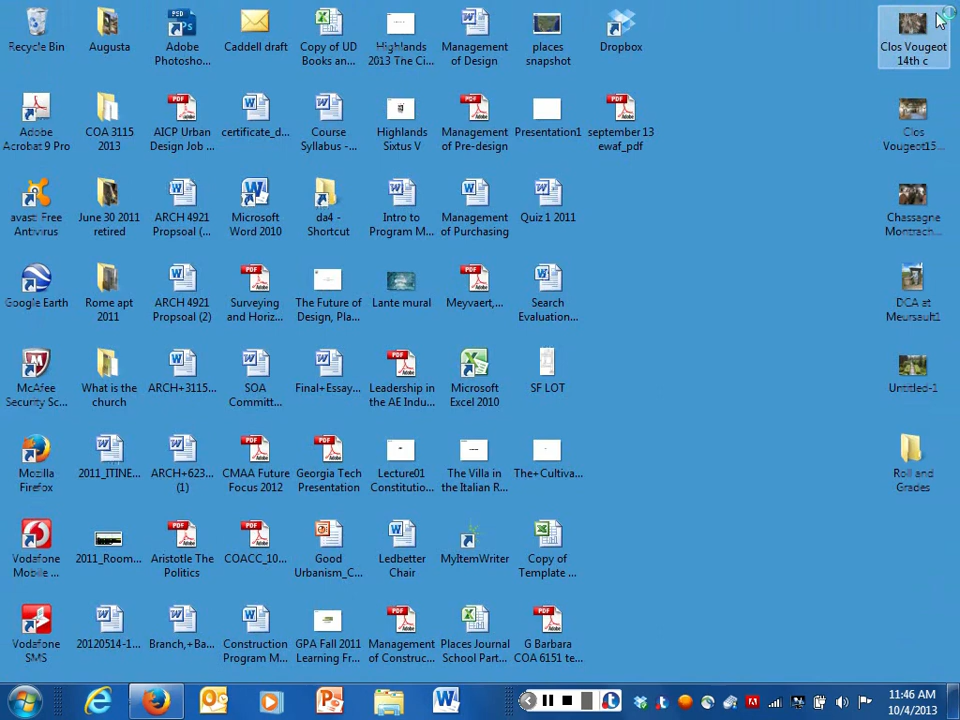 Recycle Bin
Augusta
Adobe
Photosho...
Caddell draft
Copy of UD
Books an...
Highlands
2013 The Ci...
Management
of Design
places
snapshot
Dropbox
Clos Vougeot
14th c
Adobe
Acrobat 9 Pro
COA 3115
2013
AICP Urban
Design Job ...
certificate_d...
Course
Syllabus -...
Highlands
Sixtus V
Management
of Pre-design
Presentation1
september 13
ewaf_pdf
Clos
Vougeot15...
avast! Free
Antivirus
June 30 2011
retired
ARCH 4921
Propsoal (...
Microsoft
Word 2010
da4 -
Shortcut
Intro to
Program M...
Management
of Purchasing
Quiz 1 2011
Chassagne
Montrach...
Google Earth
Rome apt
2011
ARCH 4921
Propsoal (2)
Surveying
and Horiz...
The Future of
Design, Pla...
Lante mural
Meyvaert,...
Search
Evaluation...
DCA at
Meursault1
McAfee
Security Sc...
What is the
church
ARCH+3115...
SOA
Committ...
Final+Essay...
Leadership in
the AE Indu...
Microsoft
Excel 2010
SF LOT
Untitled-1
Mozilla
Firefox
2011_ITINE...
ARCH+623...
(1)
CMAA Future
Focus 2012
Georgia Tech
Presentation
Lecture01
Constitutio...
The Villa in
the Italian R...
The+Cultiva...
Roll and
Grades
Vodafone
Mobile ...
2011_Room...
Aristotle The
Politics
COACC_10...
Good
Urbanism_C...
Ledbetter
Chair
MyItemWriter
Copy of
Template ...
Vodafone
SMS
20120514-1...
Branch,+Ba...
Construction
Program M...
GPA Fall 2011
Learning Fr...
Management
of Construc...
Places Journal
School Part...
G Barbara
COA 6151 te...
11:46 AM
10/4/2013